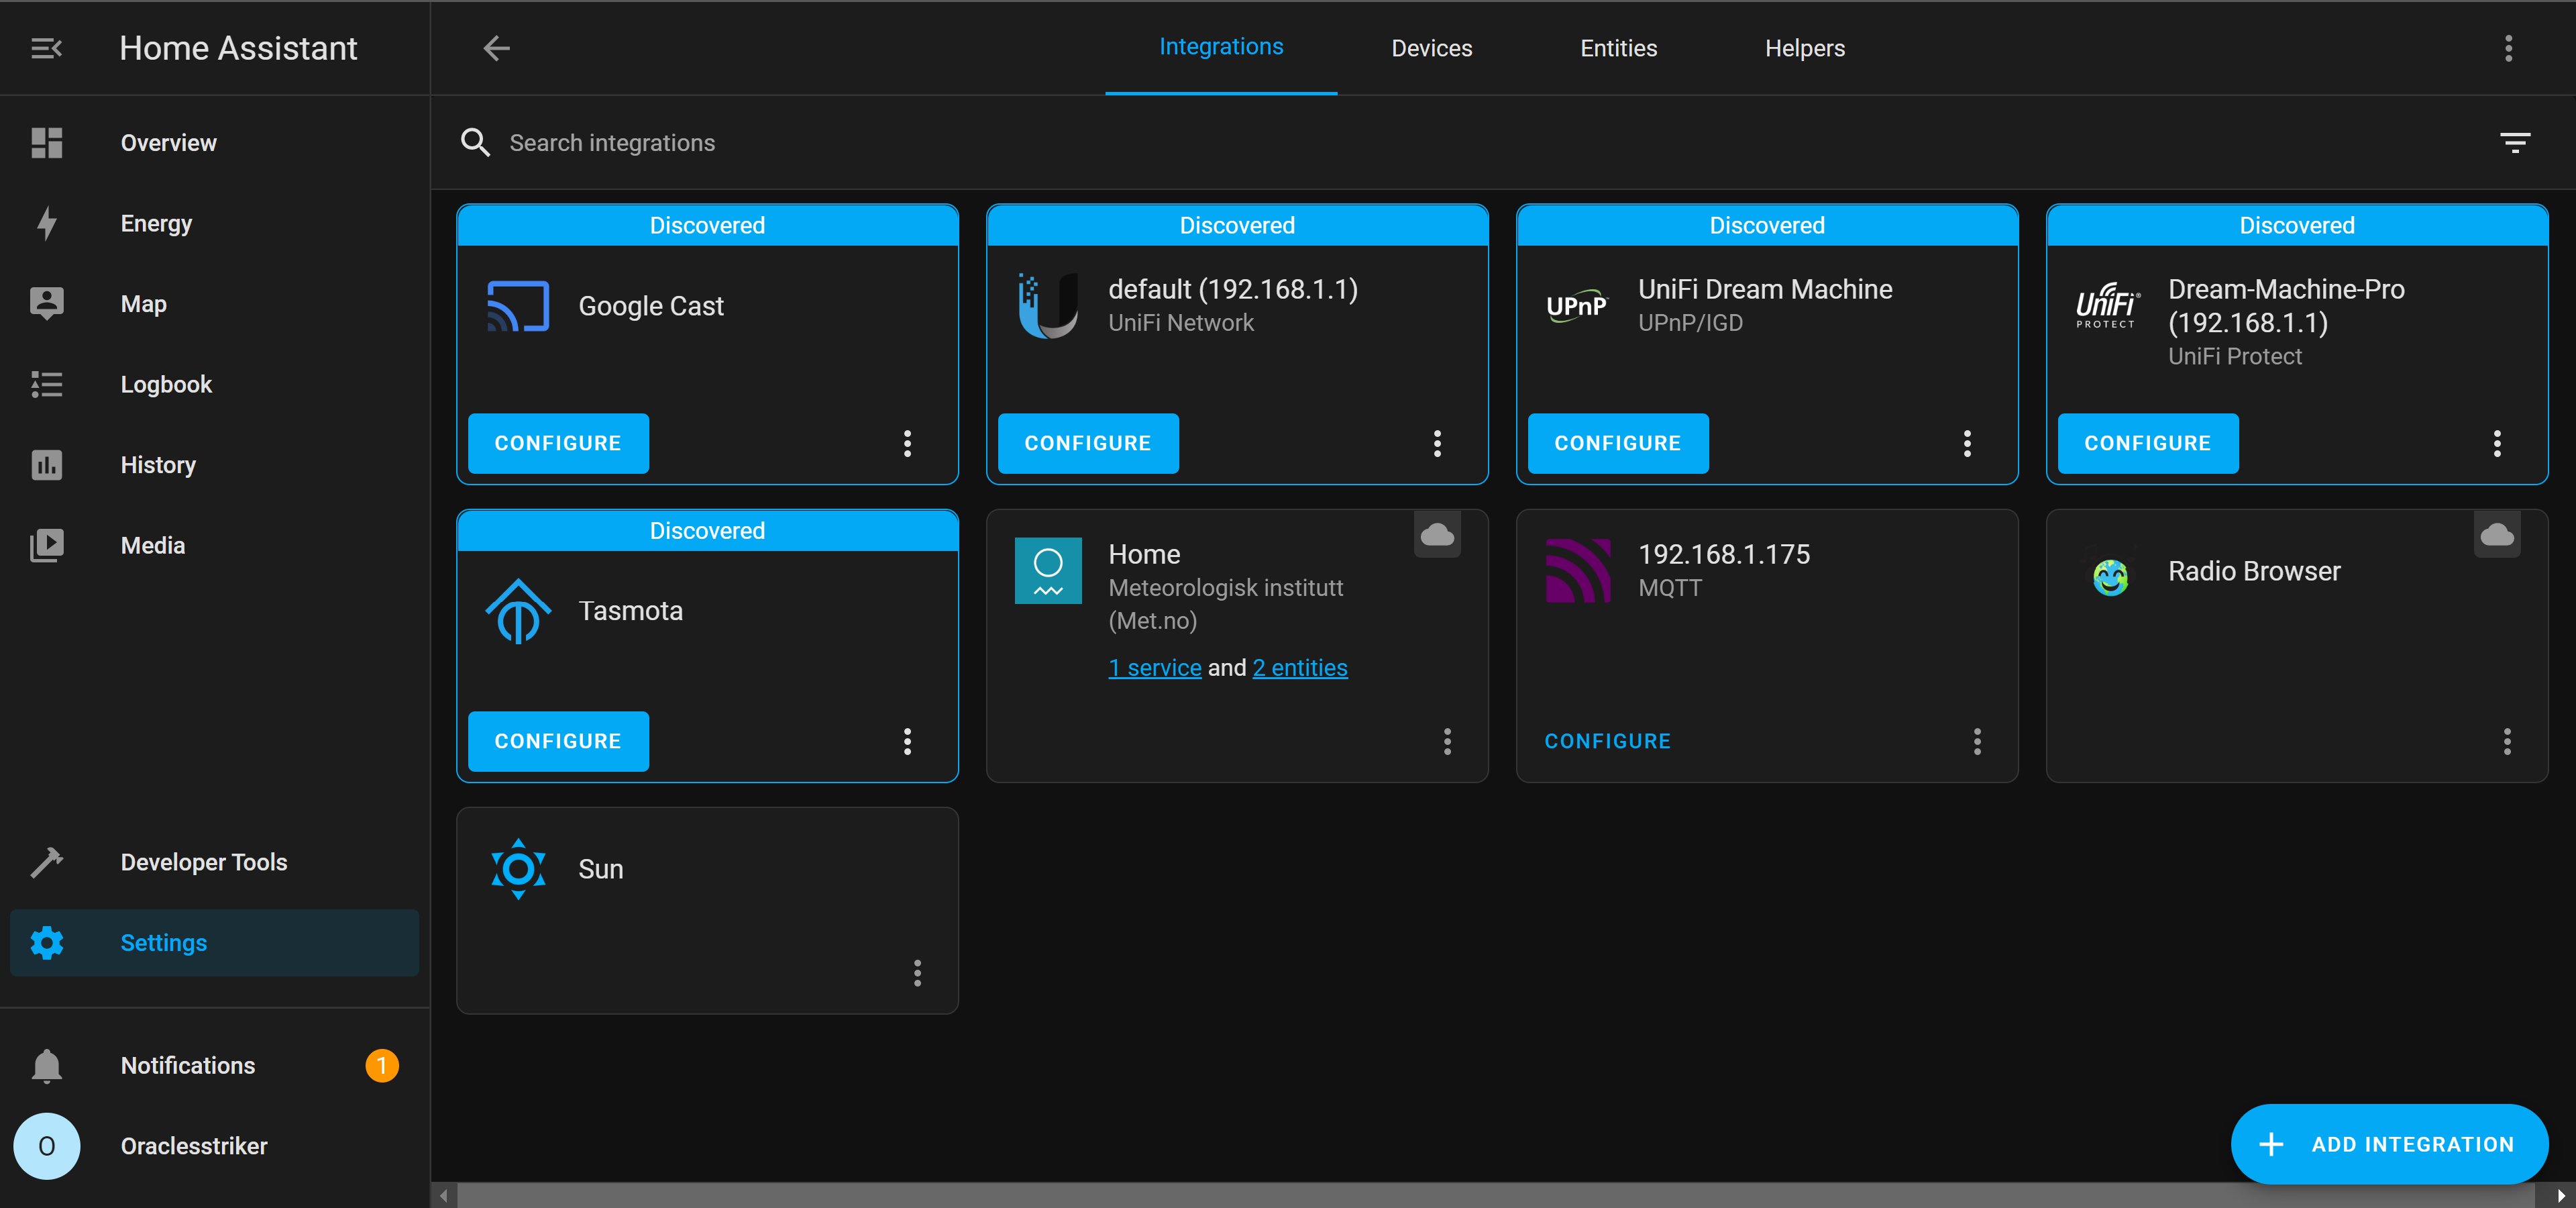 Home Assistant
Integrations
Devices
Entities
Helpers
Overview
Energy
Map
Logbook
History
Media
Developer Tools
Settings
Notifications
1
O
Oraclesstriker
Search integrations
Discovered
Google Cast
CONFIGURE
Discovered
default (192.168.1.1)
UniFi Network
CONFIGURE
Discovered
UPnP
UniFi Dream Machine
UPnP/IGD
CONFIGURE
Discovered
UniFi®
PROTECT
Dream-Machine-Pro
(192.168.1.1)
UniFi Protect
CONFIGURE
Discovered
Tasmota
CONFIGURE
Home
Meteorologisk institutt
(Met.no)
1 service and 2 entities
192.168.1.175
MQTT
CONFIGURE
Radio Browser
Sun
ADD INTEGRATION